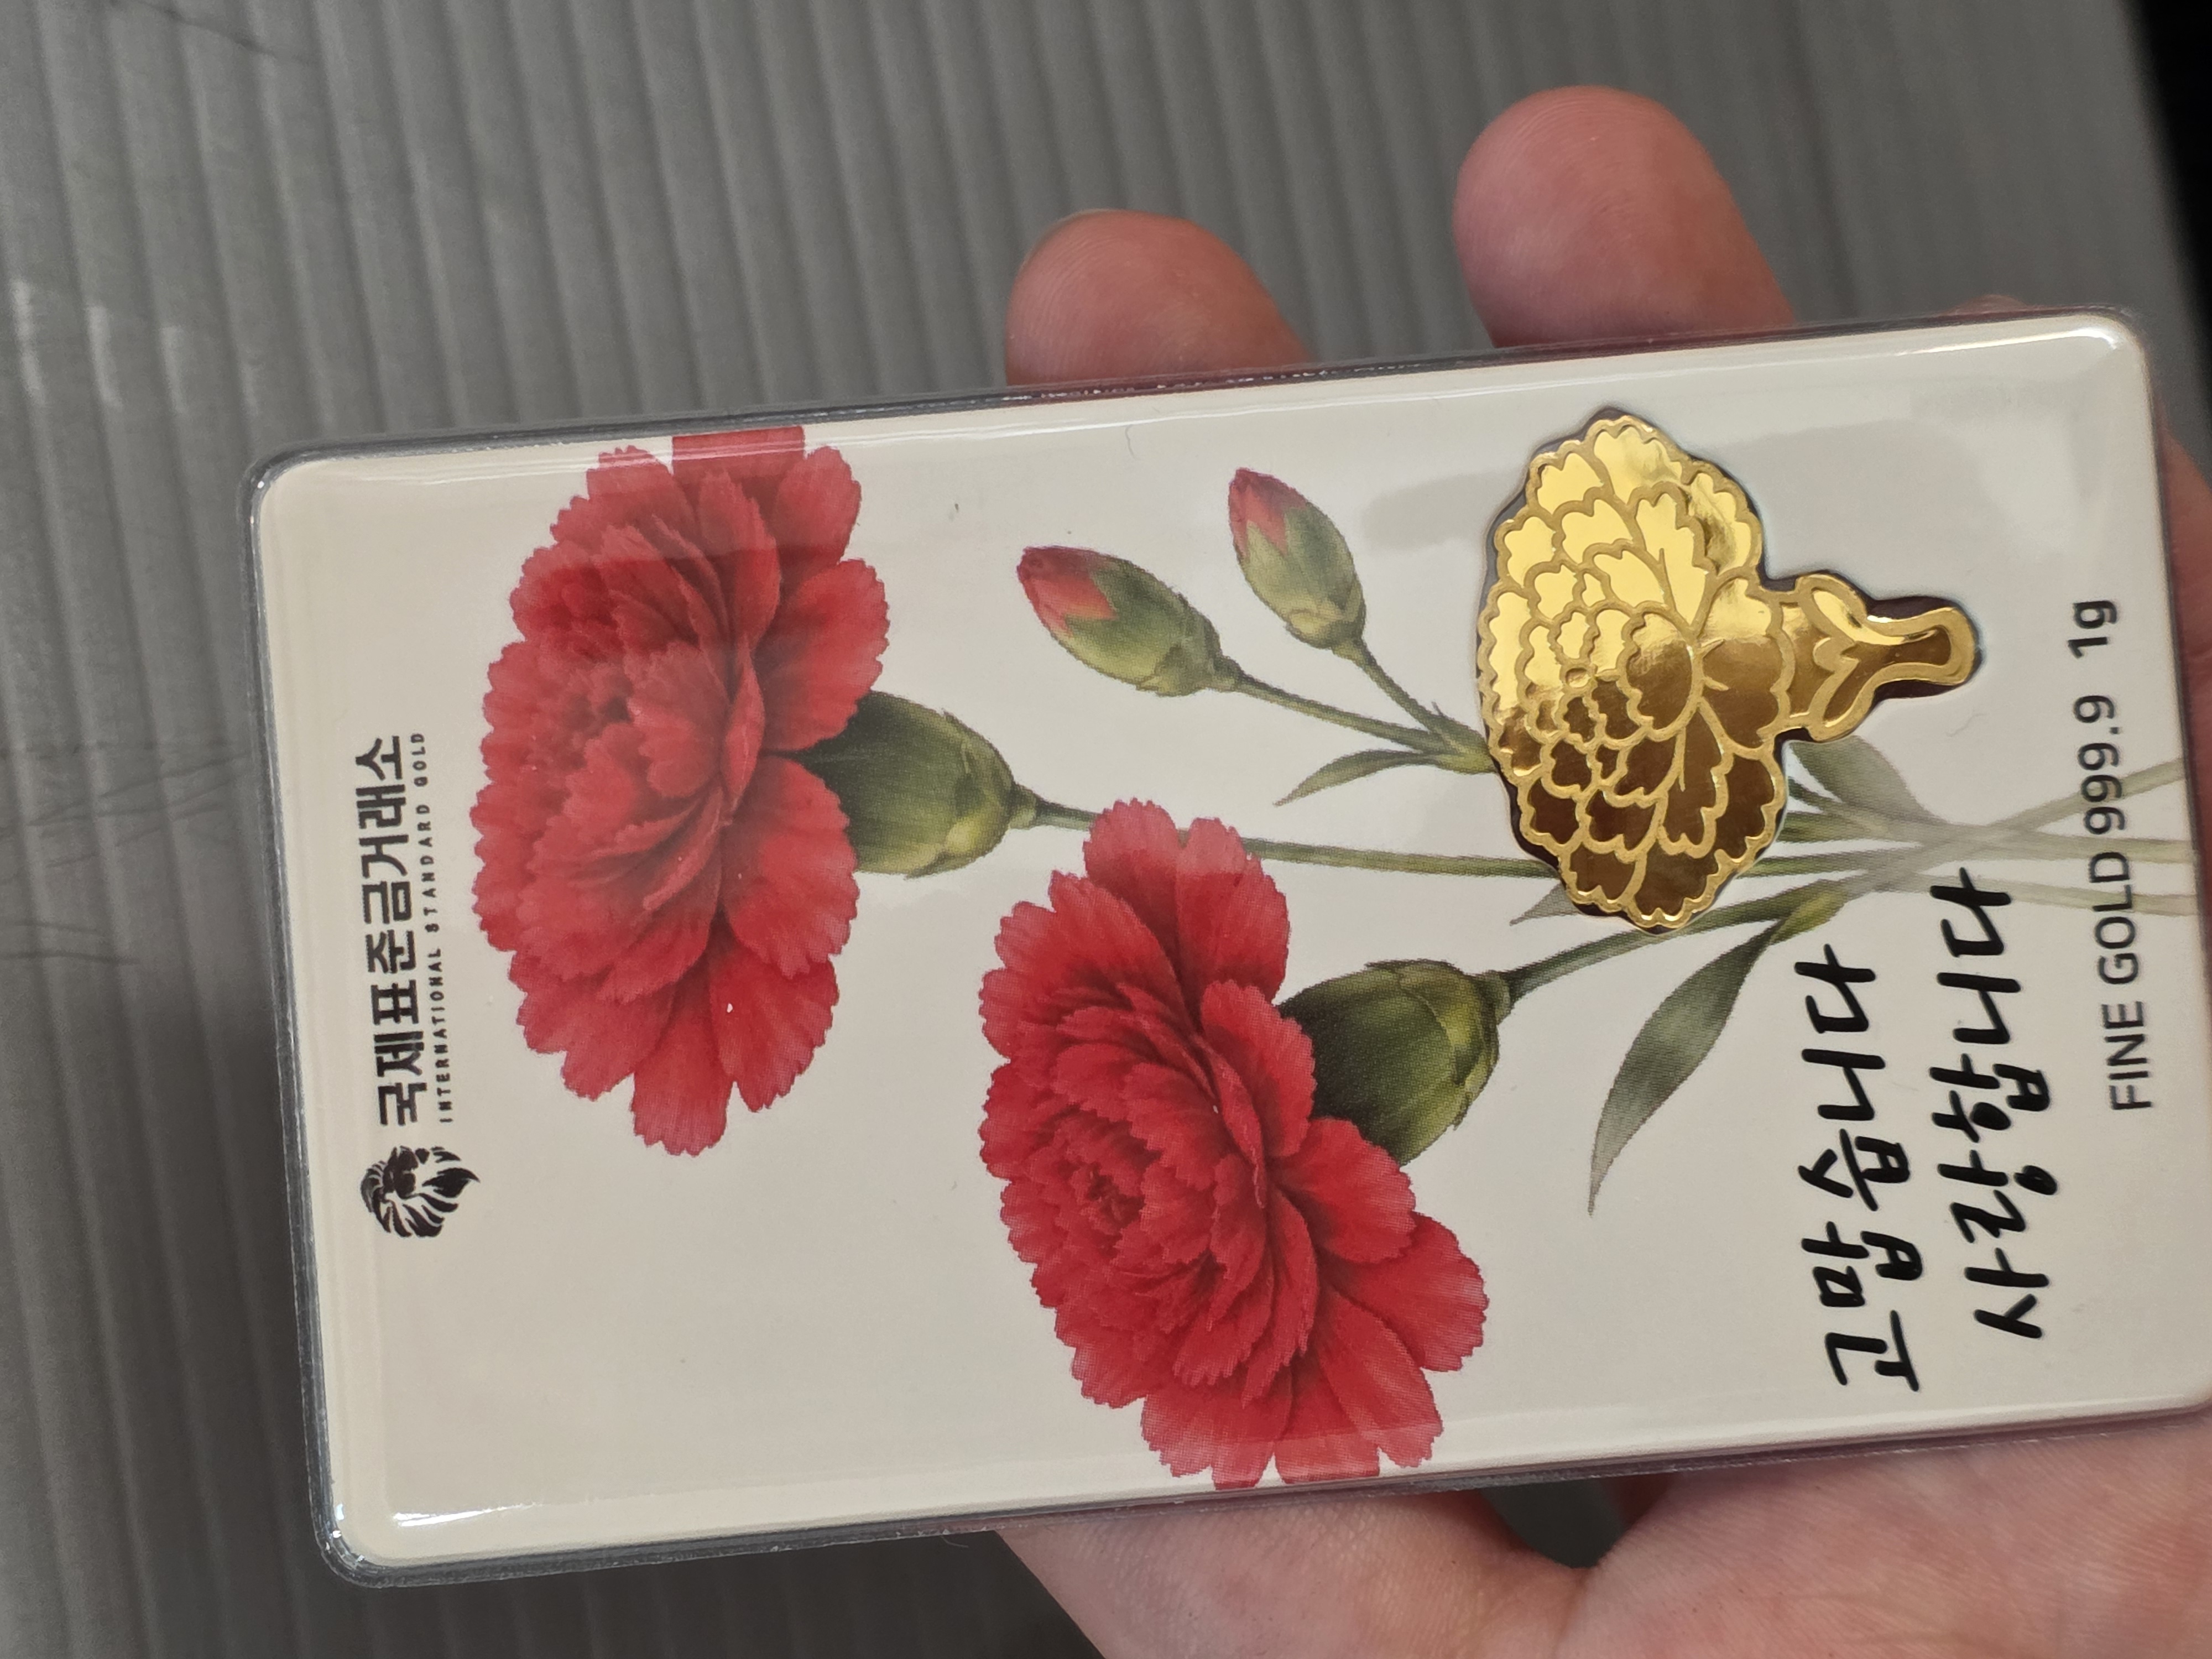 국제표준금거래소
INTERNATIONAL STANDARD GOLD
고맙습니다
사랑합니다
FINE GOLD 999.9 1g